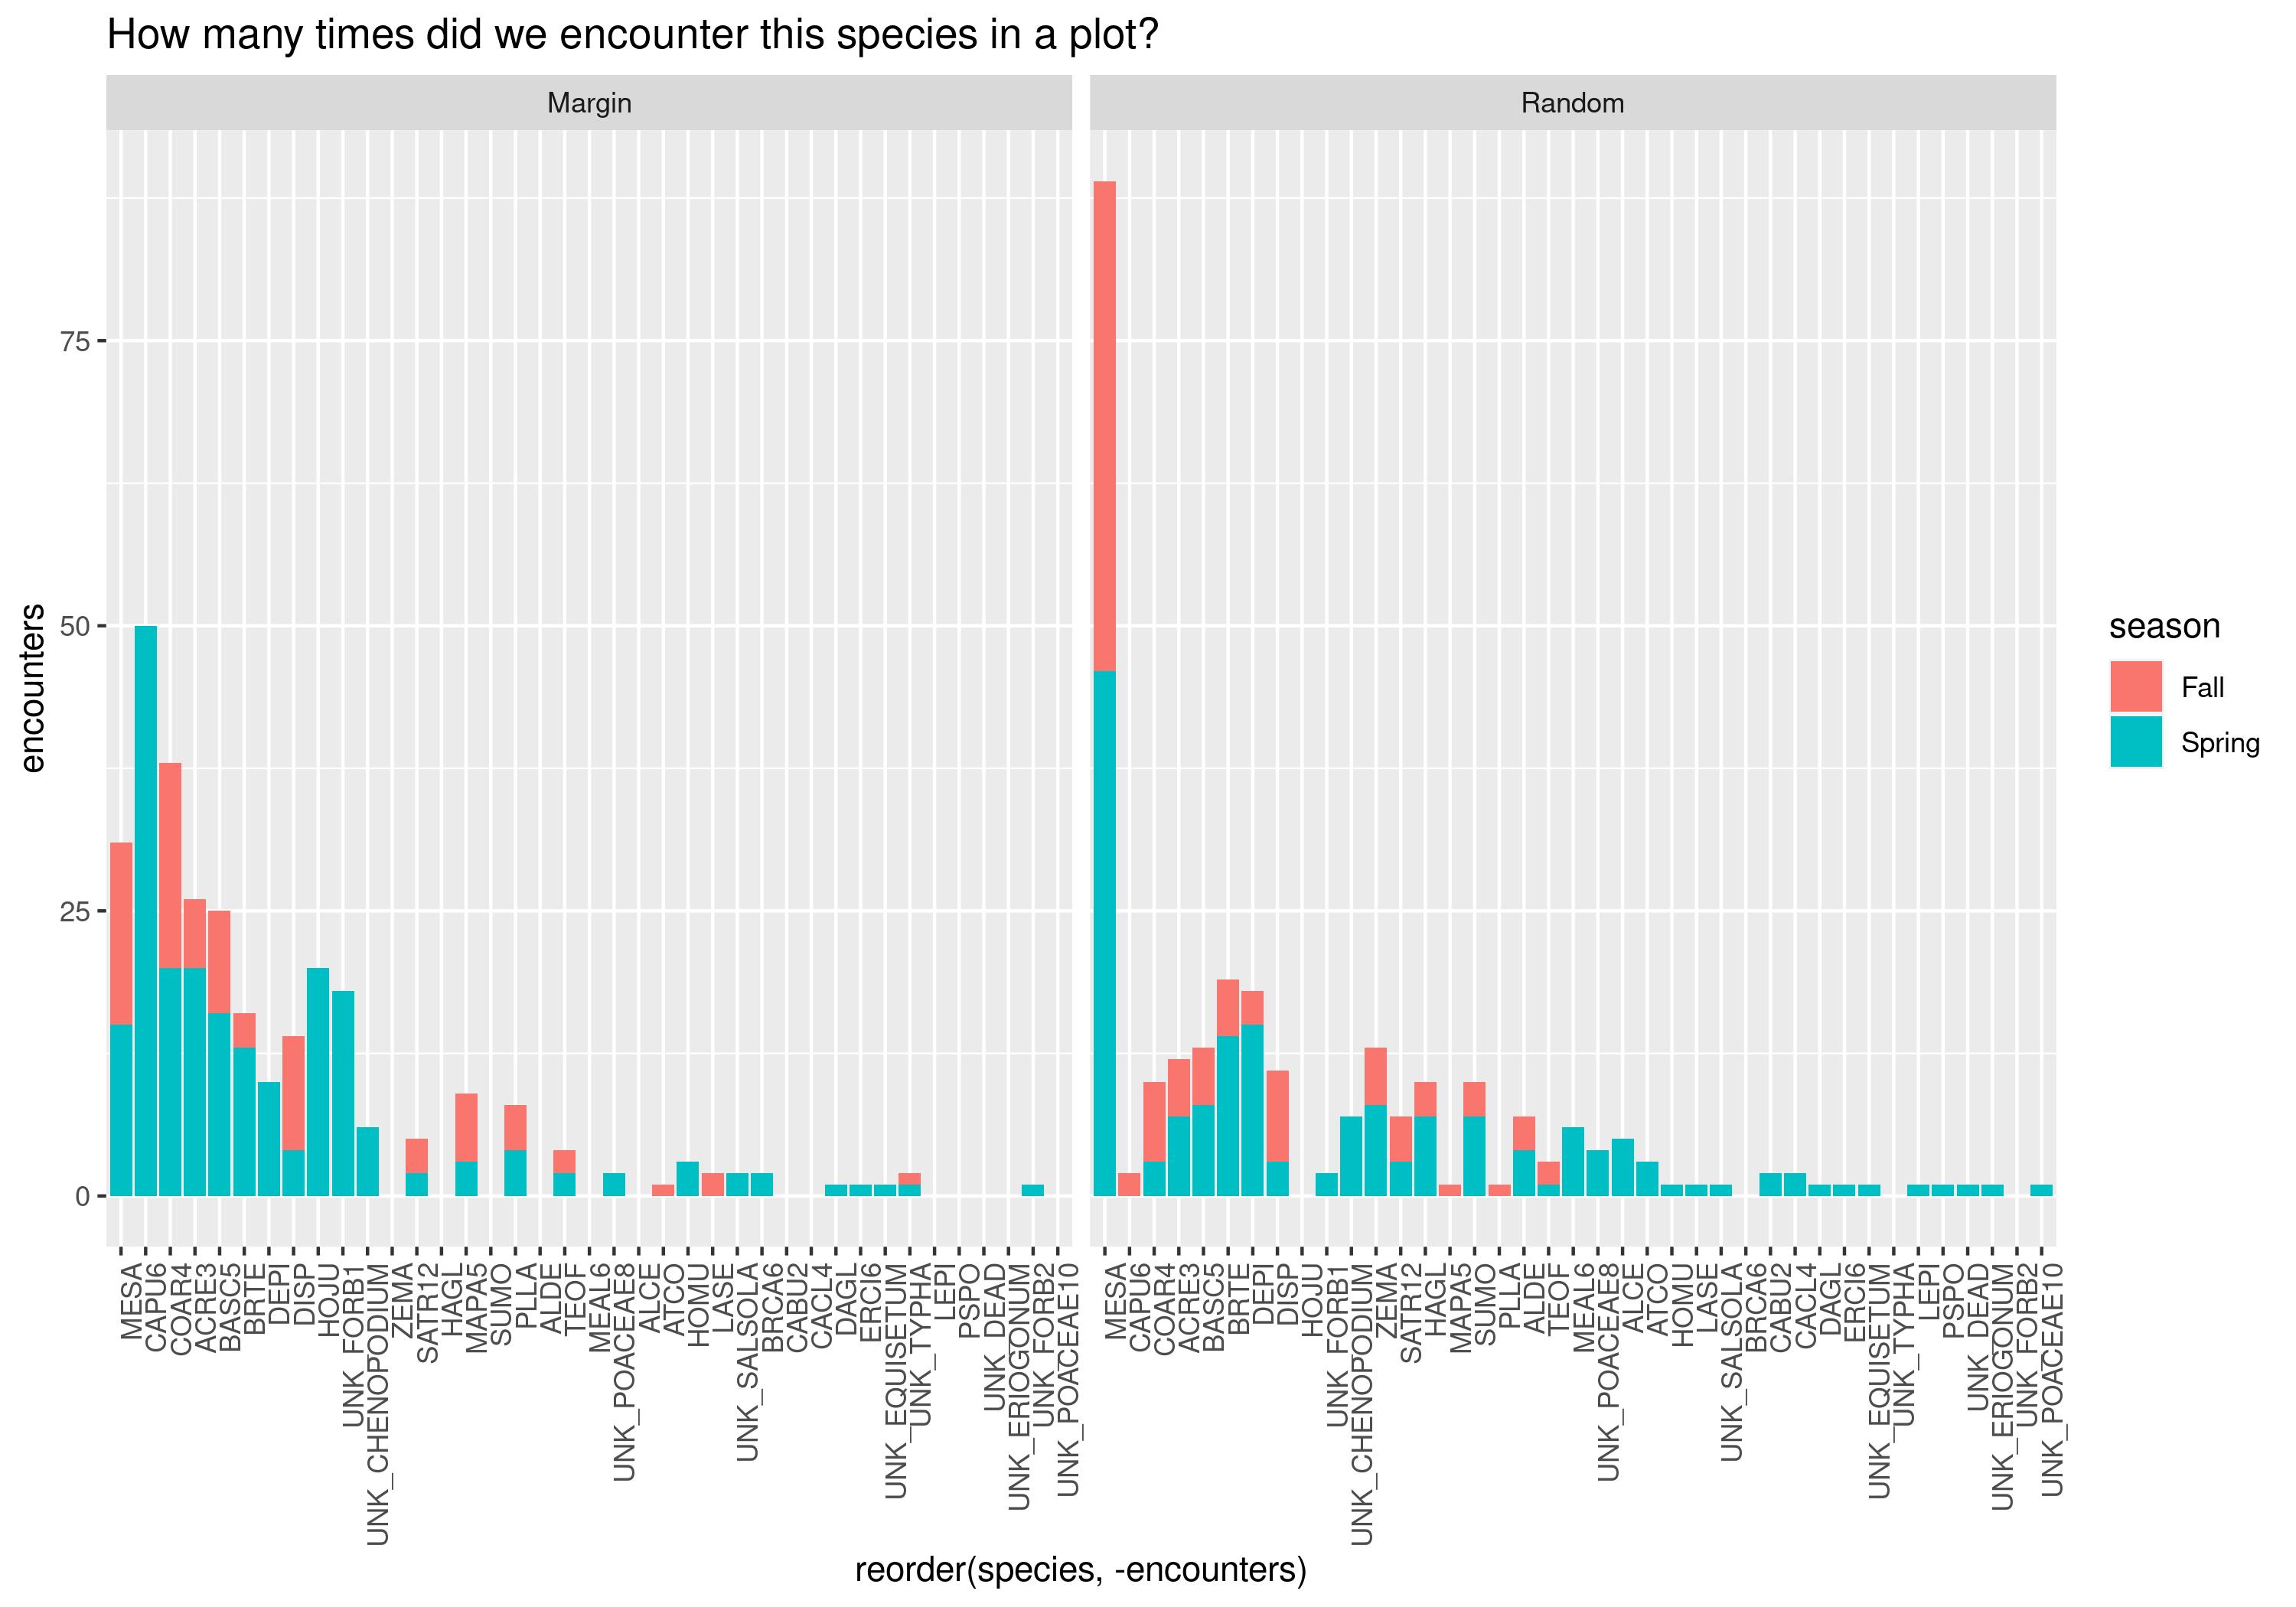 How many times did we encounter this species in a plot?
Margin
Random
encounters
75
50
25
0
MESA
CAPU6
COAR4
ACRE3
BASC5
BRTE
DEPI
DISP
HOJU
UNK_FORB1
UNK_CHENOPODIUM
ZEMA
SATR12
HAGL
MAPA5
SUMO
PLLA
ALDE
TEOF
MEAL6
UNK_POACEAE8
ALCE
ATCO
HOMU
LASE
UNK_SALSOLA
BRCA6
CABU2
CACL4
DAGL
ERCI6
UNK_EQUISETUM
UNK_TYPHA
LEPI
PSPO
UNK_DEAD
UNK_ERIOGONUM
UNK_FORB2
UNK_POACEAE10
MESA
CAPU6
COAR4
ACRE3
BASC5
BRTE
DEPI
DISP
HOJU
UNK_FORB1
UNK_CHENOPODIUM
ZEMA
SATR12
HAGL
MAPA5
SUMO
PLLA
ALDE
TEOF
MEAL6
UNK_POACEAE8
ALCE
ATCO
HOMU
LASE
UNK_SALSOLA
BRCA6
CABU2
CACL4
DAGL
ERCI6
UNK_EQUISETUM
UNK_TYPHA
LEPI
PSPO
UNK_DEAD
UNK_ERIOGONUM
UNK_FORB2
UNK_POACEAE10
reorder(species, -encounters)
season
Fall
Spring